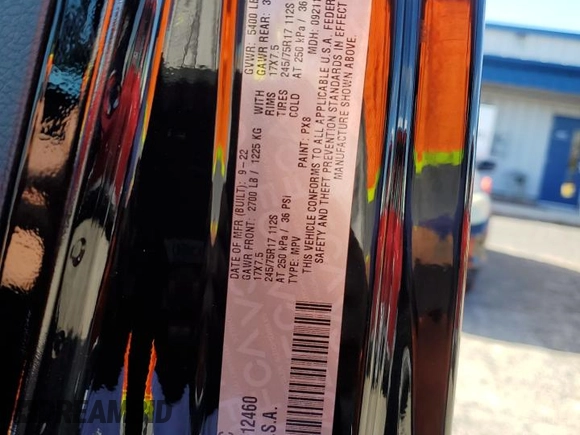 GVWR: 5400 LB
DATE OF MFR (BUILT): 9-22 GAWR REAR: 3
GAWR FRONT: 2700 LB / 1225 KG WITH 17X7.5
17X7.5 RIMS 245/75R17 112S
245/75R17 112S TIRES AT 250 kPa / 36
AT 250 kPa / 36 PSI COLD
TYPE: MPV PAINT: PX8 MDH: 09211
THIS VEHICLE CONFORMS TO ALL APPLICABLE U.S.A. FEDER
SAFETY AND THEFT PREVENTION STANDARDS IN EFFECT
MANUFACTURE SHOWN ABOVE.
12460
S.A.